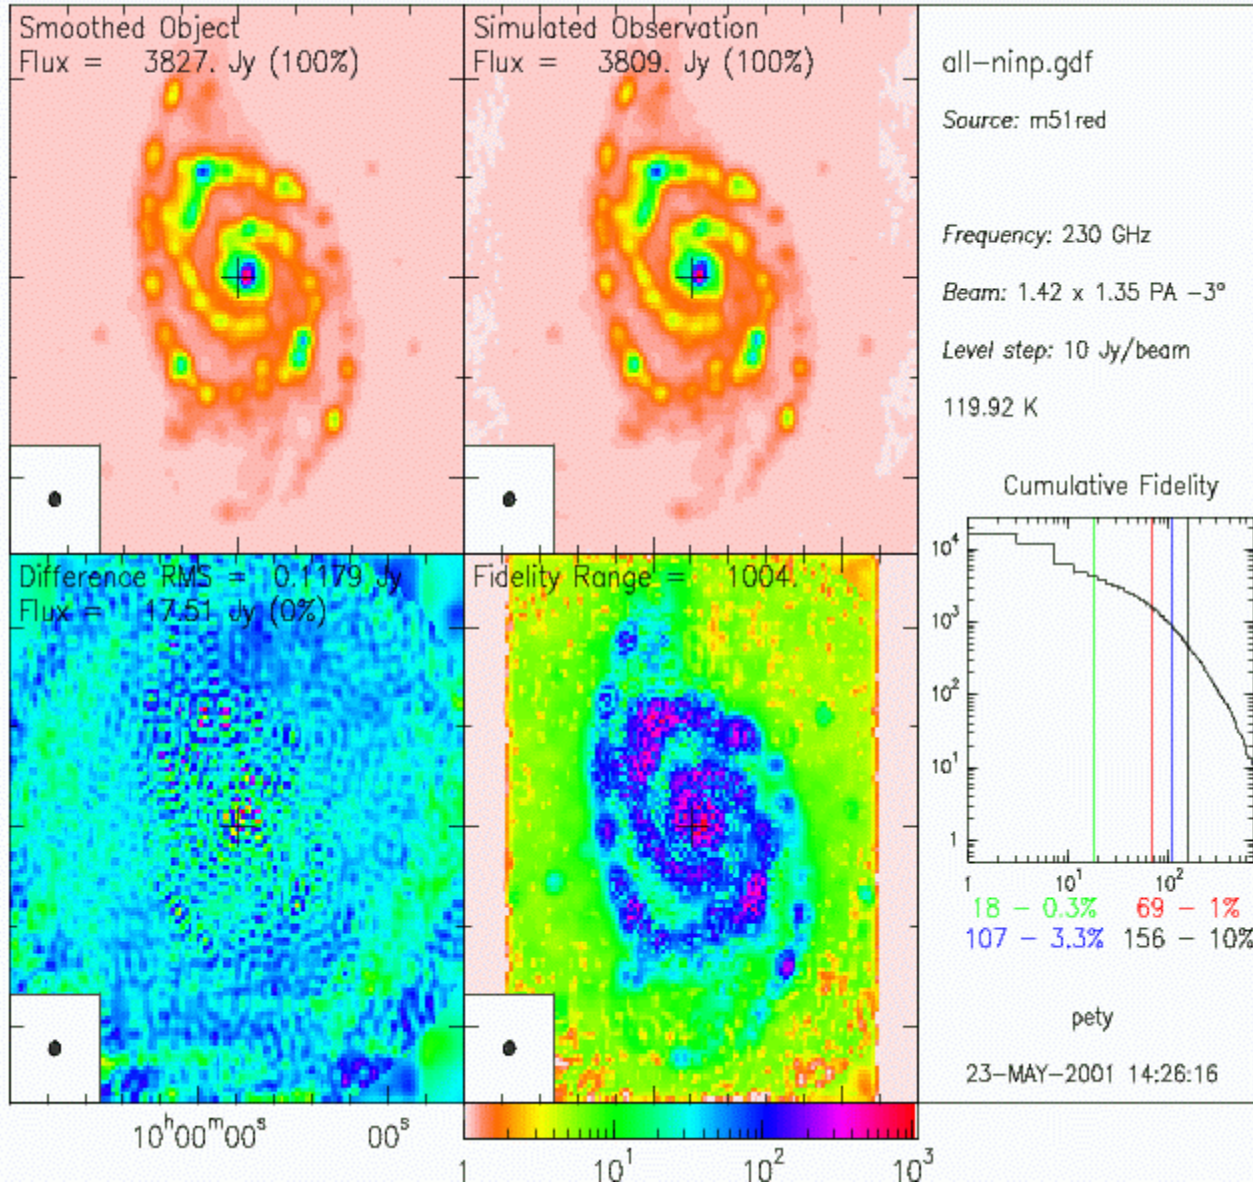 Smoothed Object
Flux = 3827. Jy (100%)
Simulated Observation
Flux = 3809. Jy (100%)
all-ninp.gdf
Source: m51red
Frequency: 230 GHz
Beam: 1.42 x 1.35 PA -3°
Level step: 10 Jy/beam
119.92 K
Difference RMS = 0.1179 Jy
Flux = 17.51 Jy (0%)
Fidelity Range = 1004.
Cumulative Fidelity
10⁴
10³
10²
10¹
1
1 10¹ 10²
18 - 0.3% 69 - 1%
107 - 3.3% 156 - 10%
pety
23-MAY-2001 14:26:16
10ʰ00ᵐ00ˢ 00ˢ
1 10¹ 10² 10³